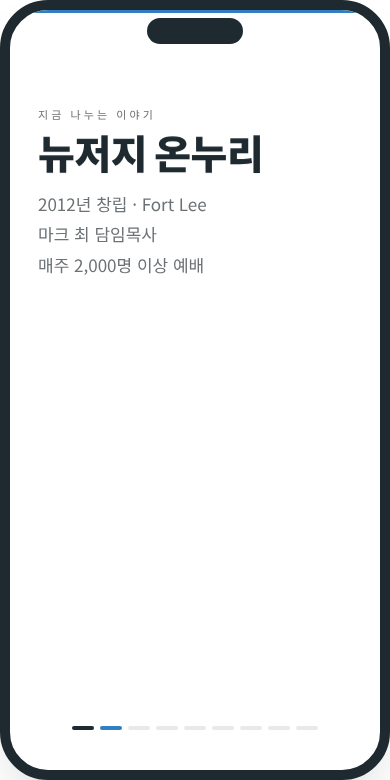 지금 나누는 이야기
뉴저지 온누리
2012년 창립 · Fort Lee
마크 최 담임목사
매주 2,000명 이상 예배